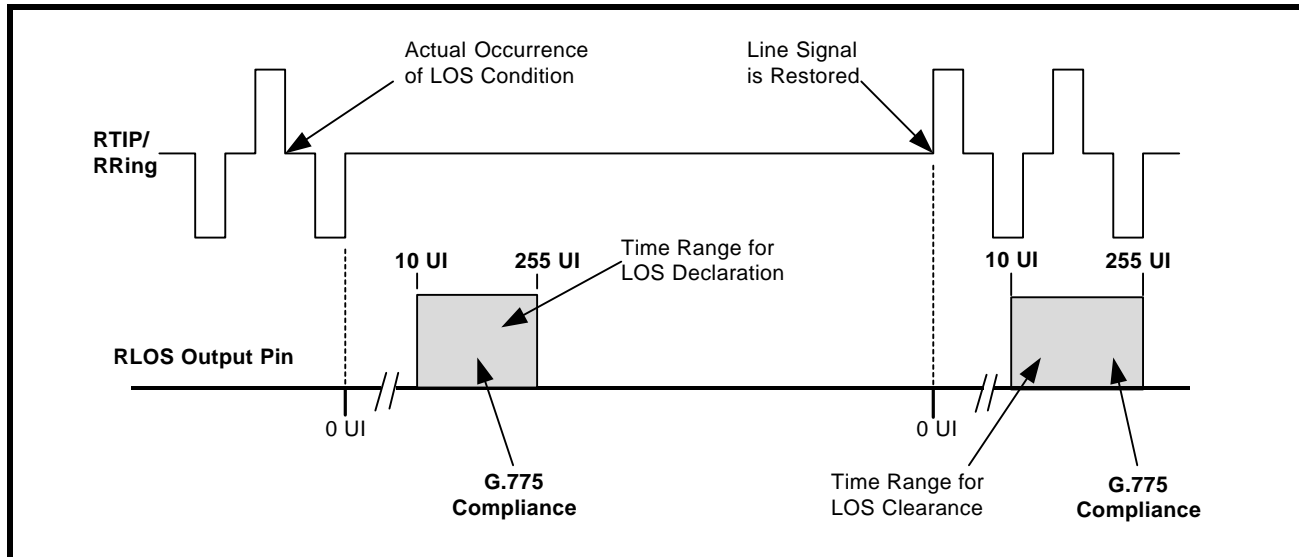 Actual Occurrence
of LOS Condition
Line Signal
is Restored
RTIP/
RRing
10 UI
255 UI
Time Range for
LOS Declaration
10 UI
255 UI
RLOS Output Pin
0 UI
0 UI
G.775
Compliance
Time Range for
LOS Clearance
G.775
Compliance